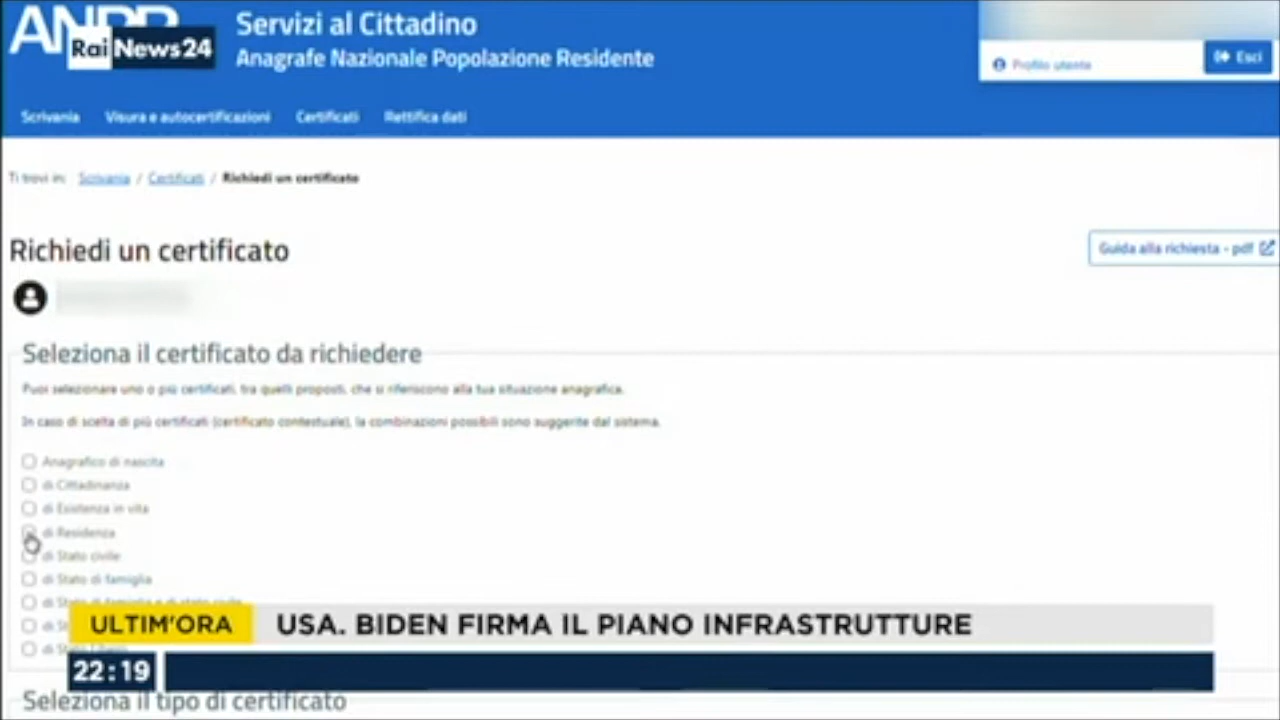 ANPR
Rai News24
Servizi al Cittadino
Anagrafe Nazionale Popolazione Residente
Profilo utente
Esci
Scrivania Visura e autocertificazioni Certificati Rettifica dati
Ti trovi in: Scrivania / Certificati / Richiedi un certificato
Richiedi un certificato
Guida alla richiesta - pdf
Seleziona il certificato da richiedere
Puoi selezionare uno o più certificati, tra quelli proposti, che si riferiscono alla tua situazione anagrafica.
In caso di scelta di più certificati (certificato contestuale), le combinazioni possibili sono suggerite dal sistema.
Anagrafico di nascita
di Cittadinanza
di Esistenza in vita
di Residenza
di Stato civile
di Stato di famiglia
ULTIM'ORA USA. BIDEN FIRMA IL PIANO INFRASTRUTTURE
22:19
Seleziona il tipo di certificato